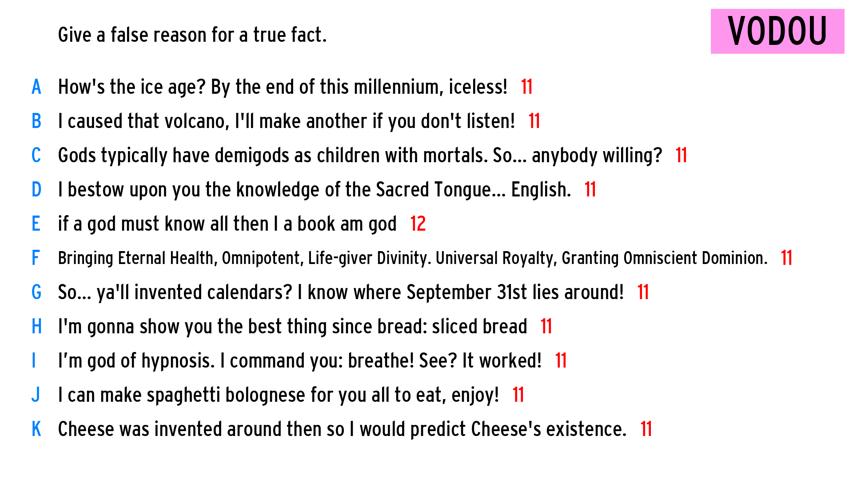 Give a false reason for a true fact.
VODOU
A How's the ice age? By the end of this millennium, iceless! 11
B I caused that volcano, I'll make another if you don't listen! 11
C Gods typically have demigods as children with mortals. So... anybody willing? 11
D I bestow upon you the knowledge of the Sacred Tongue... English. 11
E if a god must know all then I a book am god 12
F Bringing Eternal Health, Omnipotent, Life-giver Divinity. Universal Royalty, Granting Omniscient Dominion. 11
G So... ya'll invented calendars? I know where September 31st lies around! 11
H I'm gonna show you the best thing since bread: sliced bread 11
I I’m god of hypnosis. I command you: breathe! See? It worked! 11
J I can make spaghetti bolognese for you all to eat, enjoy! 11
K Cheese was invented around then so I would predict Cheese's existence. 11